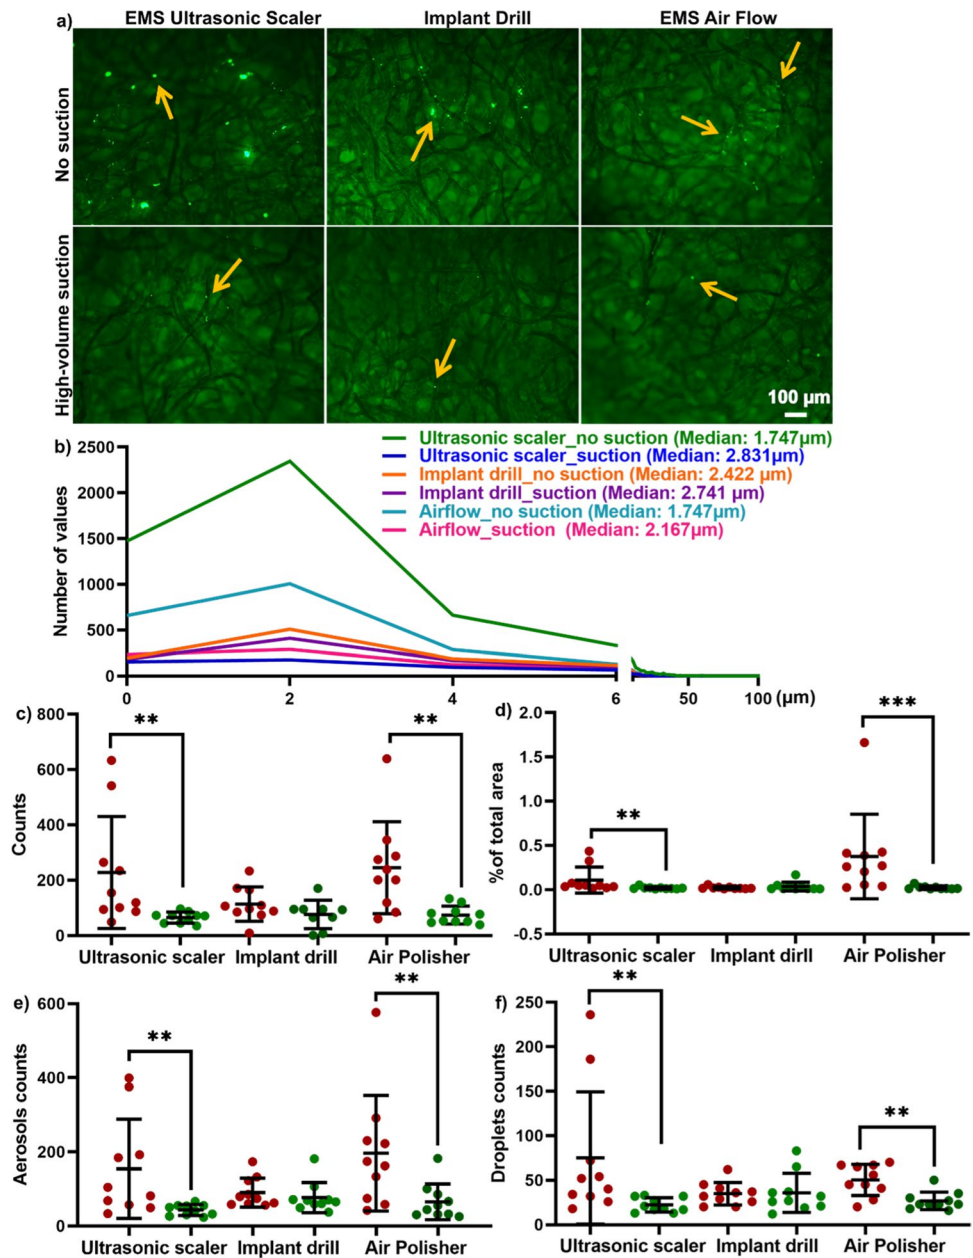 a)
EMS Ultrasonic Scaler Implant Drill EMS Air Flow
No suction
High-volume suction
100 µm
b)
Ultrasonic scaler_no suction (Median: 1.747µm)
Ultrasonic scaler_suction (Median: 2.831µm)
Implant drill_no suction (Median: 2.422 µm)
Implant drill_suction (Median: 2.741 µm)
Airflow_no suction (Median: 1.747µm)
Airflow_suction (Median: 2.167µm)
Number of values
2500
2000
1500
1000
500
0
0 2 4 6 50 100 (µm)
c)
Counts
800
600
400
200
0
** **
Ultrasonic scaler Implant drill Air Polisher
d)
%of total area
2.0
1.5
1.0
0.5
0.0
-0.5
** ***
Ultrasonic scaler Implant dirll Air Polisher
e)
Aerosols counts
600
400
200
0
** **
Ultrasonic scaler Implant drill Air Polisher
f)
Droplets counts
250
200
150
100
50
0
** **
Ultrasonic scaler Implant drill Air Polisher